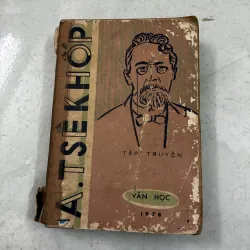 A.TSÊKHỐP
TẬP TRUYỆN
VĂN HỌC
1978